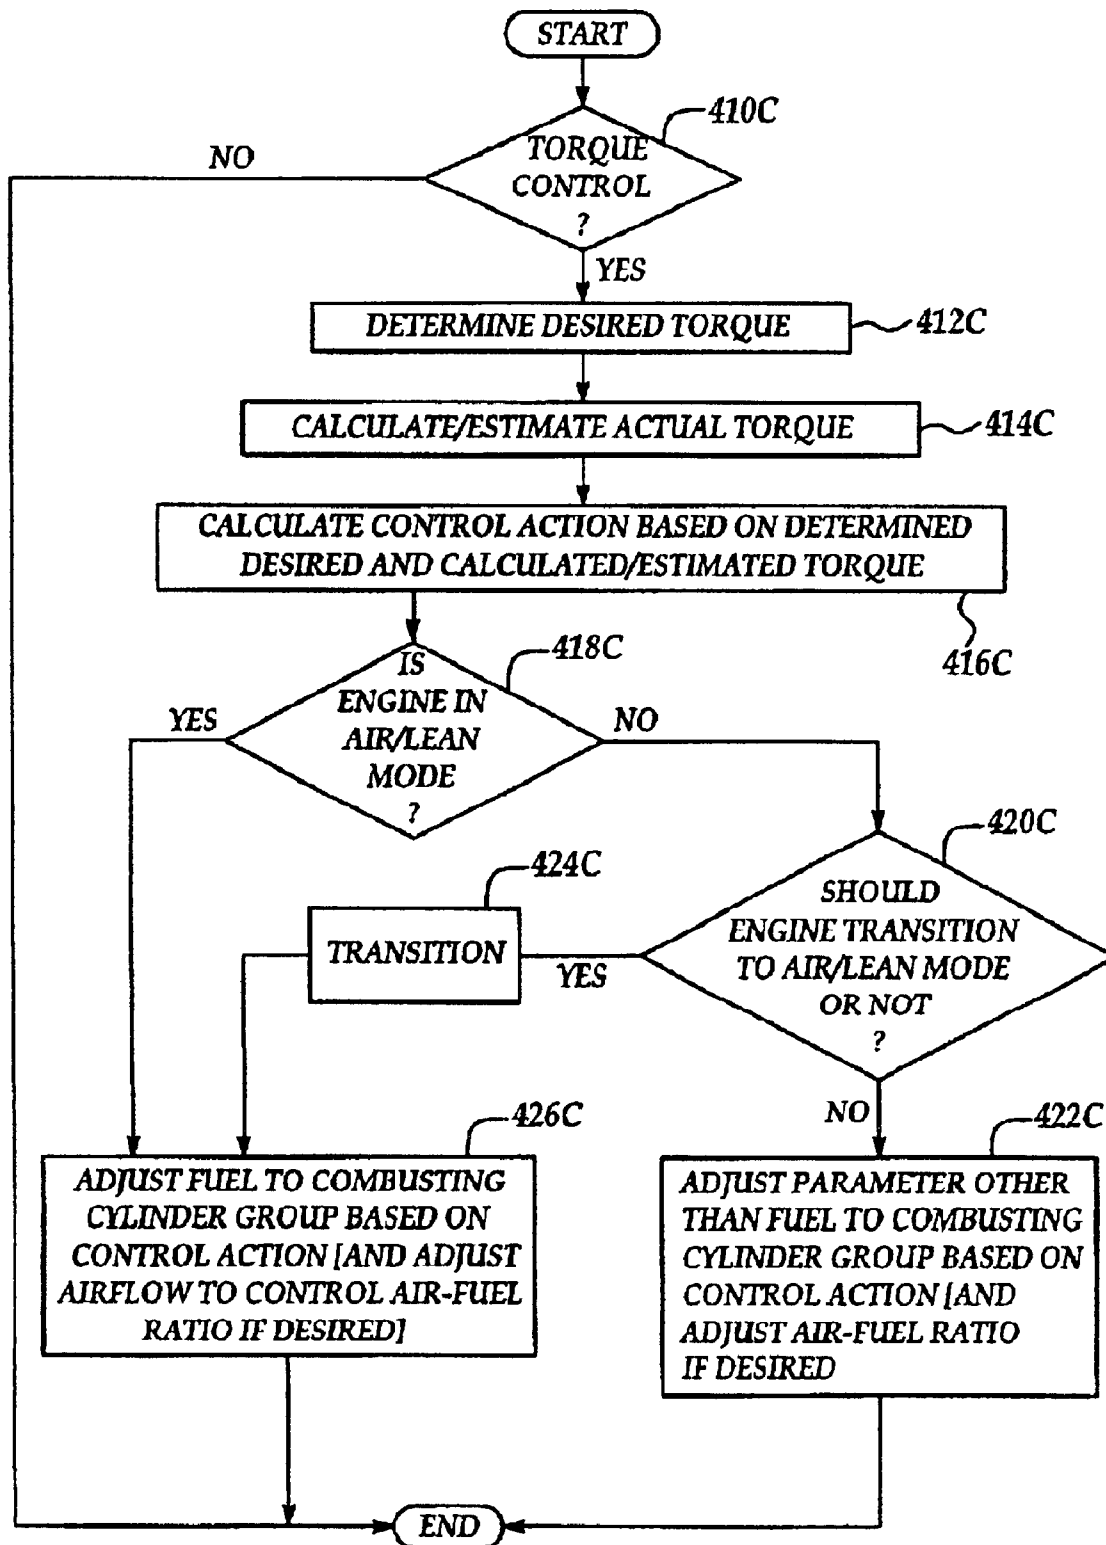 START
410C
NO
TORQUE
CONTROL
?
YES
DETERMINE DESIRED TORQUE
412C
CALCULATE/ESTIMATE ACTUAL TORQUE
414C
CALCULATE CONTROL ACTION BASED ON DETERMINED
DESIRED AND CALCULATED/ESTIMATED TORQUE
416C
418C
IS
ENGINE IN
AIR/LEAN
MODE
?
YES
NO
420C
424C
SHOULD
ENGINE TRANSITION
TO AIR/LEAN MODE
OR NOT
?
TRANSITION
YES
NO
426C
422C
ADJUST FUEL TO COMBUSTING
CYLINDER GROUP BASED ON
CONTROL ACTION [AND ADJUST
AIRFLOW TO CONTROL AIR-FUEL
RATIO IF DESIRED]
ADJUST PARAMETER OTHER
THAN FUEL TO COMBUSTING
CYLINDER GROUP BASED ON
CONTROL ACTION [AND
ADJUST AIR-FUEL RATIO
IF DESIRED
END